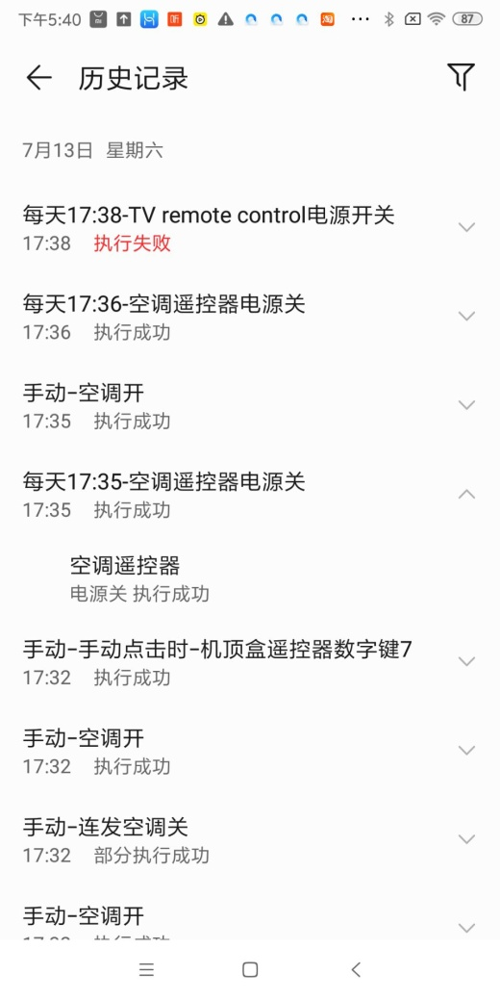 下午5:40
87
历史记录
7月13日 星期六
每天17:38-TV remote control电源开关
17:38 执行失败
每天17:36-空调遥控器电源关
17:36 执行成功
手动-空调开
17:35 执行成功
每天17:35-空调遥控器电源关
17:35 执行成功
空调遥控器
电源关 执行成功
手动-手动点击时-机顶盒遥控器数字键7
17:32 执行成功
手动-空调开
17:32 执行成功
手动-连发空调关
17:32 部分执行成功
手动-空调开